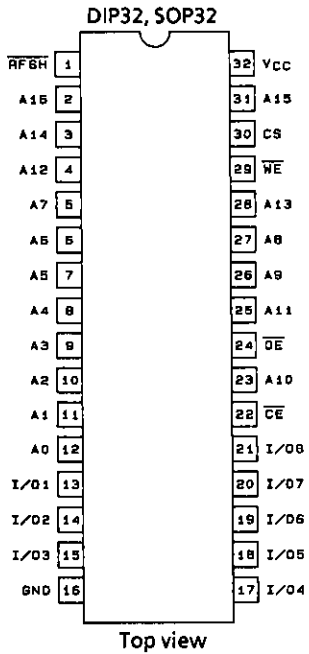 DIP32, SOP32
RFSH 1 32 VCC
A16 2 31 A15
A14 3 30 CS
A12 4 29 WE
A7 5 28 A13
A6 6 27 A8
A5 7 26 A9
A4 8 25 A11
A3 9 24 OE
A2 10 23 A10
A1 11 22 CE
A0 12 21 I/O8
I/O1 13 20 I/O7
I/O2 14 19 I/O6
I/O3 15 18 I/O5
GND 16 17 I/O4
Top view